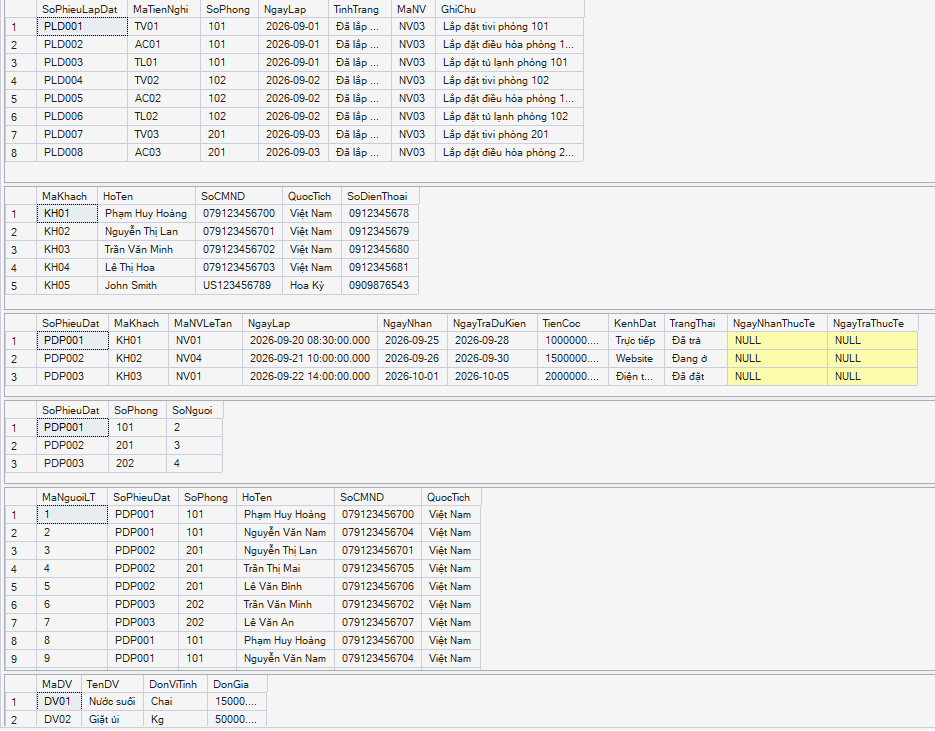 SoPhieuLapDat MaTienNghi SoPhong NgayLap TinhTrang MaNV GhiChu
1 PLD001 TV01 101 2026-09-01 Đã lắp ... NV03 Lắp đặt tivi phòng 101
2 PLD002 AC01 101 2026-09-01 Đã lắp ... NV03 Lắp đặt điều hòa phòng 1...
3 PLD003 TL01 101 2026-09-01 Đã lắp ... NV03 Lắp đặt tủ lạnh phòng 101
4 PLD004 TV02 102 2026-09-02 Đã lắp ... NV03 Lắp đặt tivi phòng 102
5 PLD005 AC02 102 2026-09-02 Đã lắp ... NV03 Lắp đặt điều hòa phòng 1...
6 PLD006 TL02 102 2026-09-02 Đã lắp ... NV03 Lắp đặt tủ lạnh phòng 102
7 PLD007 TV03 201 2026-09-03 Đã lắp ... NV03 Lắp đặt tivi phòng 201
8 PLD008 AC03 201 2026-09-03 Đã lắp ... NV03 Lắp đặt điều hòa phòng 2...
MaKhach HoTen SoCMND QuocTich SoDienThoai
1 KH01 Phạm Huy Hoàng 079123456700 Việt Nam 0912345678
2 KH02 Nguyễn Thị Lan 079123456701 Việt Nam 0912345679
3 KH03 Trần Văn Minh 079123456702 Việt Nam 0912345680
4 KH04 Lê Thị Hoa 079123456703 Việt Nam 0912345681
5 KH05 John Smith US123456789 Hoa Kỳ 0909876543
SoPhieuDat MaKhach MaNVLeTan NgayLap NgayNhan NgayTraDuKien TienCoc KenhDat TrangThai NgayNhanThucTe NgayTraThucTe
1 PDP001 KH01 NV01 2026-09-20 08:30:00.000 2026-09-25 2026-09-28 1000000.... Trực tiếp Đã trả NULL NULL
2 PDP002 KH02 NV04 2026-09-21 10:00:00.000 2026-09-26 2026-09-30 1500000.... Website Đang ở NULL NULL
3 PDP003 KH03 NV01 2026-09-22 14:00:00.000 2026-10-01 2026-10-05 2000000.... Điện t... Đã đặt NULL NULL
SoPhieuDat SoPhong SoNguoi
1 PDP001 101 2
2 PDP002 201 3
3 PDP003 202 4
MaNguoiLT SoPhieuDat SoPhong HoTen SoCMND QuocTich
1 1 PDP001 101 Phạm Huy Hoàng 079123456700 Việt Nam
2 2 PDP001 101 Nguyễn Văn Nam 079123456704 Việt Nam
3 3 PDP002 201 Nguyễn Thị Lan 079123456701 Việt Nam
4 4 PDP002 201 Trần Thị Mai 079123456705 Việt Nam
5 5 PDP002 201 Lê Văn Bình 079123456706 Việt Nam
6 6 PDP003 202 Trần Văn Minh 079123456702 Việt Nam
7 7 PDP003 202 Lê Văn An 079123456707 Việt Nam
8 8 PDP001 101 Phạm Huy Hoàng 079123456700 Việt Nam
9 9 PDP001 101 Nguyễn Văn Nam 079123456704 Việt Nam
MaDV TenDV DonViTinh DonGia
1 DV01 Nước suối Chai 15000....
2 DV02 Giặt ủi Kg 50000....